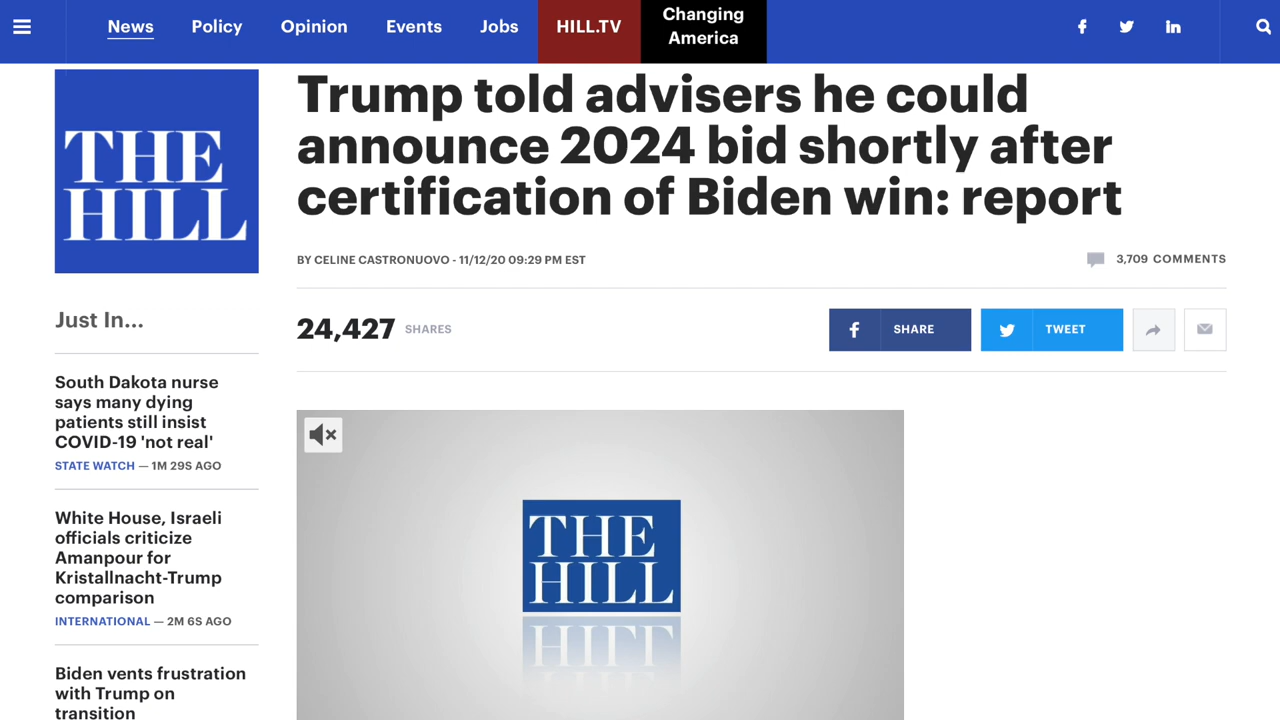 News
Policy
Opinion
Events
Jobs
HILL.TV
Changing
America
THE
HILL
Trump told advisers he could
announce 2024 bid shortly after
certification of Biden win: report
BY CELINE CASTRONUOVO - 11/12/20 09:29 PM EST
3,709 COMMENTS
24,427 SHARES
SHARE
TWEET
Just In...
South Dakota nurse
says many dying
patients still insist
COVID-19 'not real'
STATE WATCH — 1M 29S AGO
White House, Israeli
officials criticize
Amanpour for
Kristallnacht-Trump
comparison
INTERNATIONAL — 2M 6S AGO
Biden vents frustration
with Trump on
transition
THE
HILL